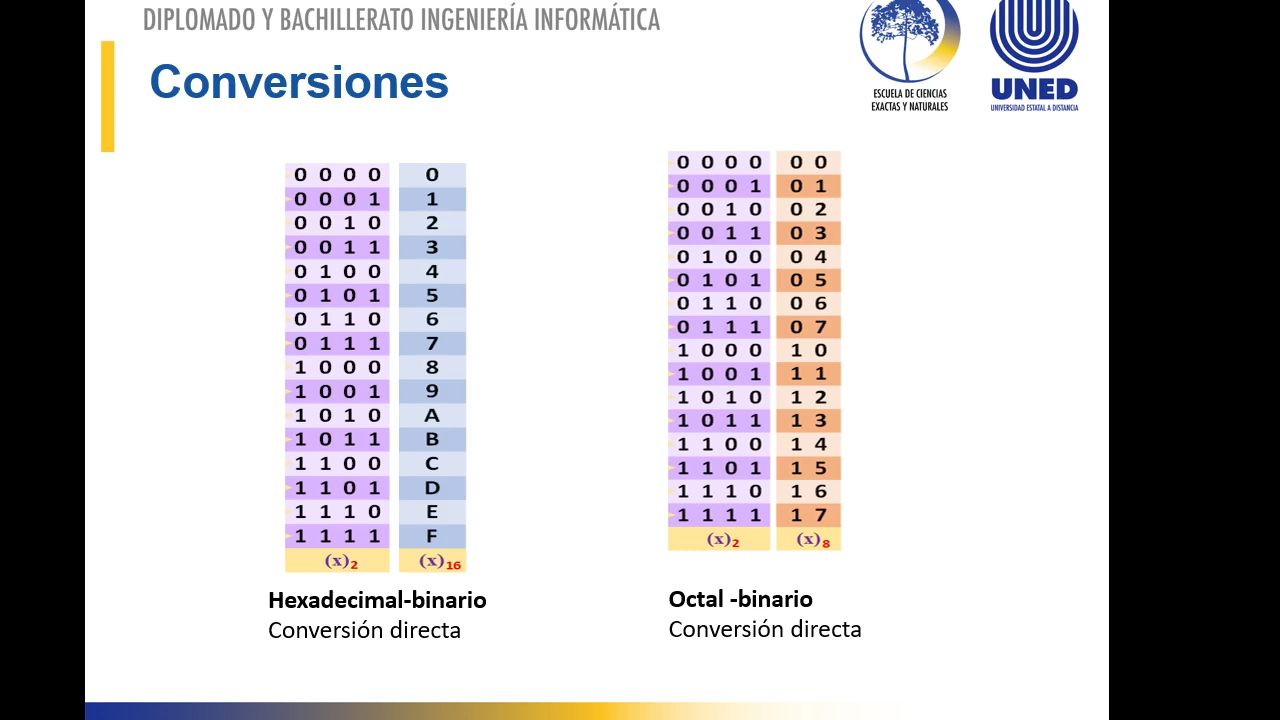 DIPLOMADO Y BACHILLERATO INGENIERÍA INFORMÁTICA
Conversiones
ESCUELA DE CIENCIAS
EXACTAS Y NATURALES
UNED
UNIVERSIDAD ESTATAL A DISTANCIA
0 0 0 0 0
0 0 0 1 1
0 0 1 0 2
0 0 1 1 3
0 1 0 0 4
0 1 0 1 5
0 1 1 0 6
0 1 1 1 7
1 0 0 0 8
1 0 0 1 9
1 0 1 0 A
1 0 1 1 B
1 1 0 0 C
1 1 0 1 D
1 1 1 0 E
1 1 1 1 F
(x)2 (x)16
Hexadecimal-binario
Conversión directa
0 0 0 0 0 0
0 0 0 1 0 1
0 0 1 0 0 2
0 0 1 1 0 3
0 1 0 0 0 4
0 1 0 1 0 5
0 1 1 0 0 6
0 1 1 1 0 7
1 0 0 0 1 0
1 0 0 1 1 1
1 0 1 0 1 2
1 0 1 1 1 3
1 1 0 0 1 4
1 1 0 1 1 5
1 1 1 0 1 6
1 1 1 1 1 7
(x)2 (x)8
Octal -binario
Conversión directa